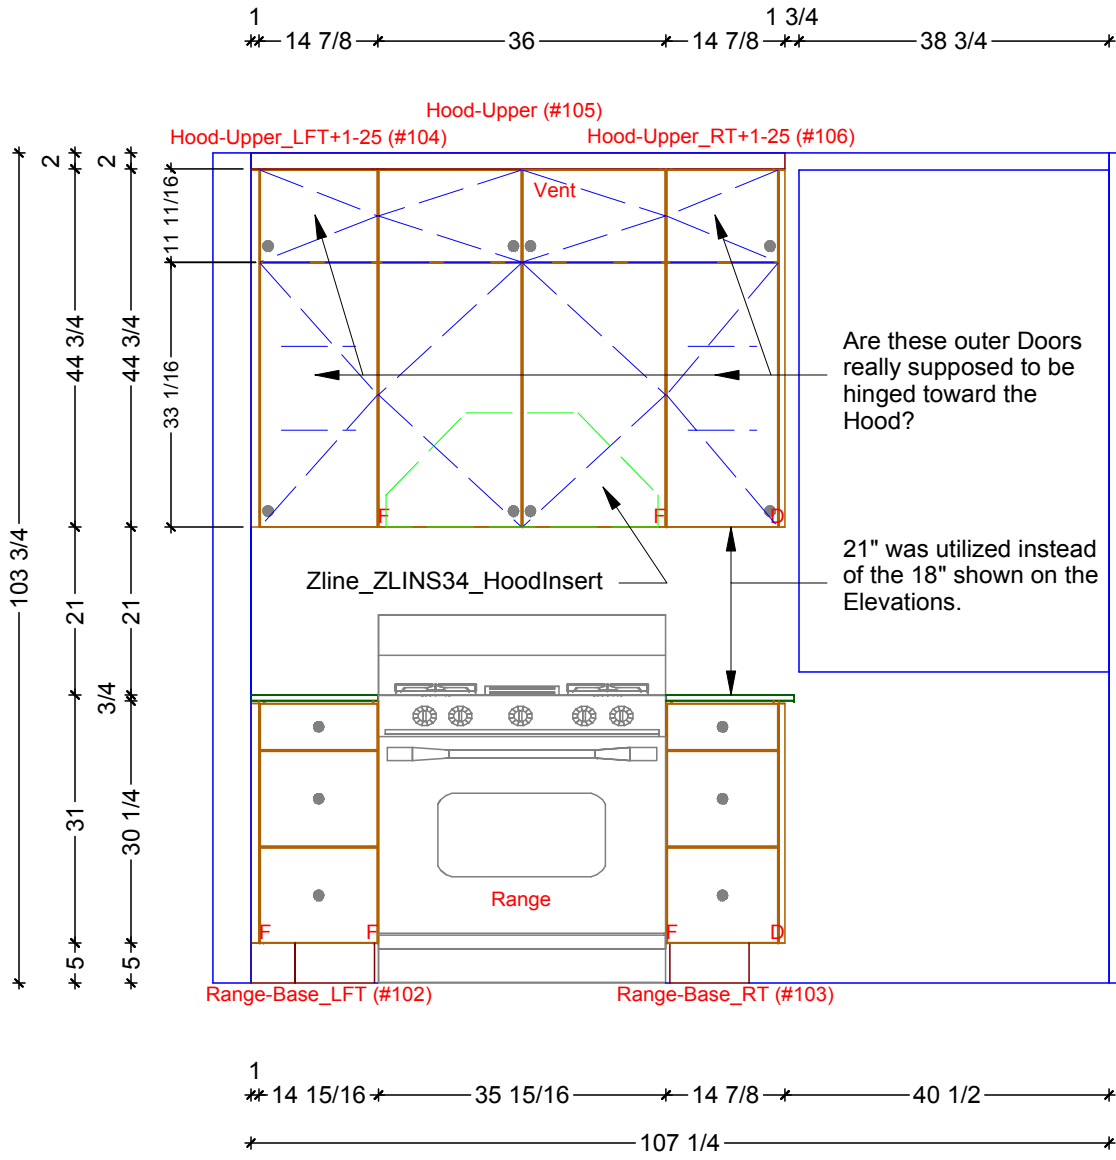 1
1 3/4
14 7/8
36
14 7/8
38 3/4
Hood-Upper (#105)
Hood-Upper_LFT+1-25 (#104)
Hood-Upper_RT+1-25 (#106)
2
2
Vent
11 11/16
44 3/4
44 3/4
33 1/16
Are these outer Doors
really supposed to be
hinged toward the
Hood?
F
F
D
103 3/4
21
21
21" was utilized instead
of the 18" shown on the
Elevations.
Zline_ZLINS34_HoodInsert
3/4
31
30 1/4
Range
F
F
F
D
5
5
Range-Base_LFT (#102)
Range-Base_RT (#103)
1
14 15/16
35 15/16
14 7/8
40 1/2
107 1/4